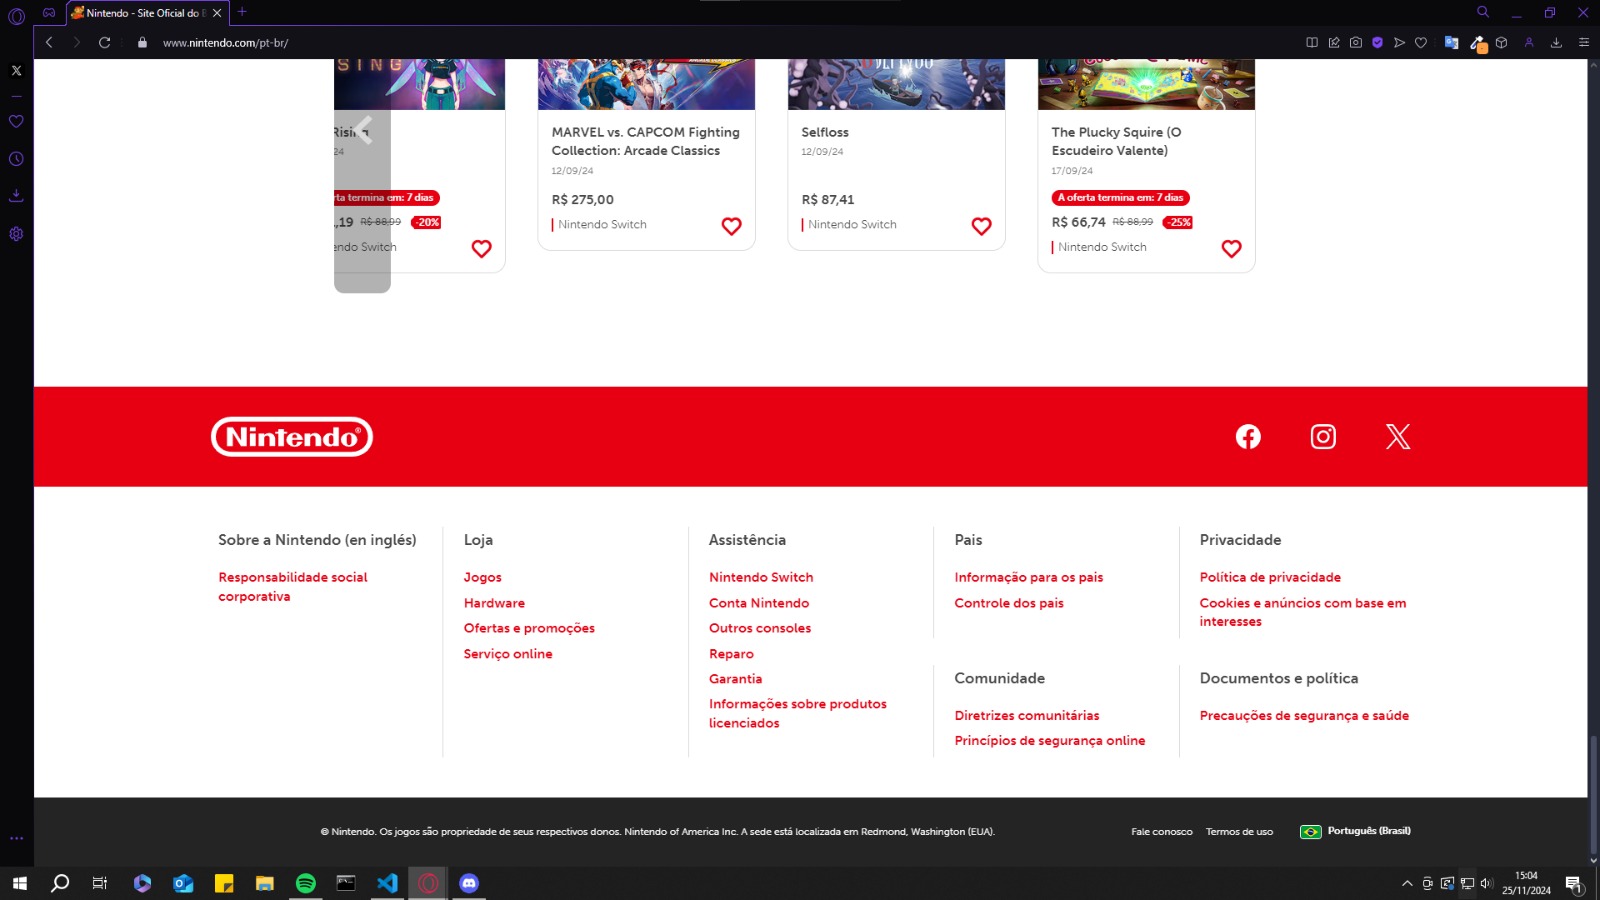 Nintendo - Site Oficial do B
www.nintendo.com/pt-br/
SING
Rising
24
rta termina em: 7 dias
,19 R$ 88,99 -20%
endo Switch
MARVEL vs. CAPCOM Fighting
Collection: Arcade Classics
12/09/24
R$ 275,00
Nintendo Switch
Selfloss
12/09/24
R$ 87,41
Nintendo Switch
The Plucky Squire (O
Escudeiro Valente)
17/09/24
A oferta termina em: 7 dias
R$ 66,74 R$ 88,99 -25%
Nintendo Switch
Nintendo®
Sobre a Nintendo (en inglés)
Responsabilidade social
corporativa
Loja
Jogos
Hardware
Ofertas e promoções
Serviço online
Assistência
Nintendo Switch
Conta Nintendo
Outros consoles
Reparo
Garantia
Informações sobre produtos
licenciados
Pais
Informação para os pais
Controle dos pais
Comunidade
Diretrizes comunitárias
Princípios de segurança online
Privacidade
Política de privacidade
Cookies e anúncios com base em
interesses
Documentos e política
Precauções de segurança e saúde
© Nintendo. Os jogos são propriedade de seus respectivos donos. Nintendo of America Inc. A sede está localizada em Redmond, Washington (EUA).
Fale conosco
Termos de uso
Português (Brasil)
15:04
25/11/2024
1